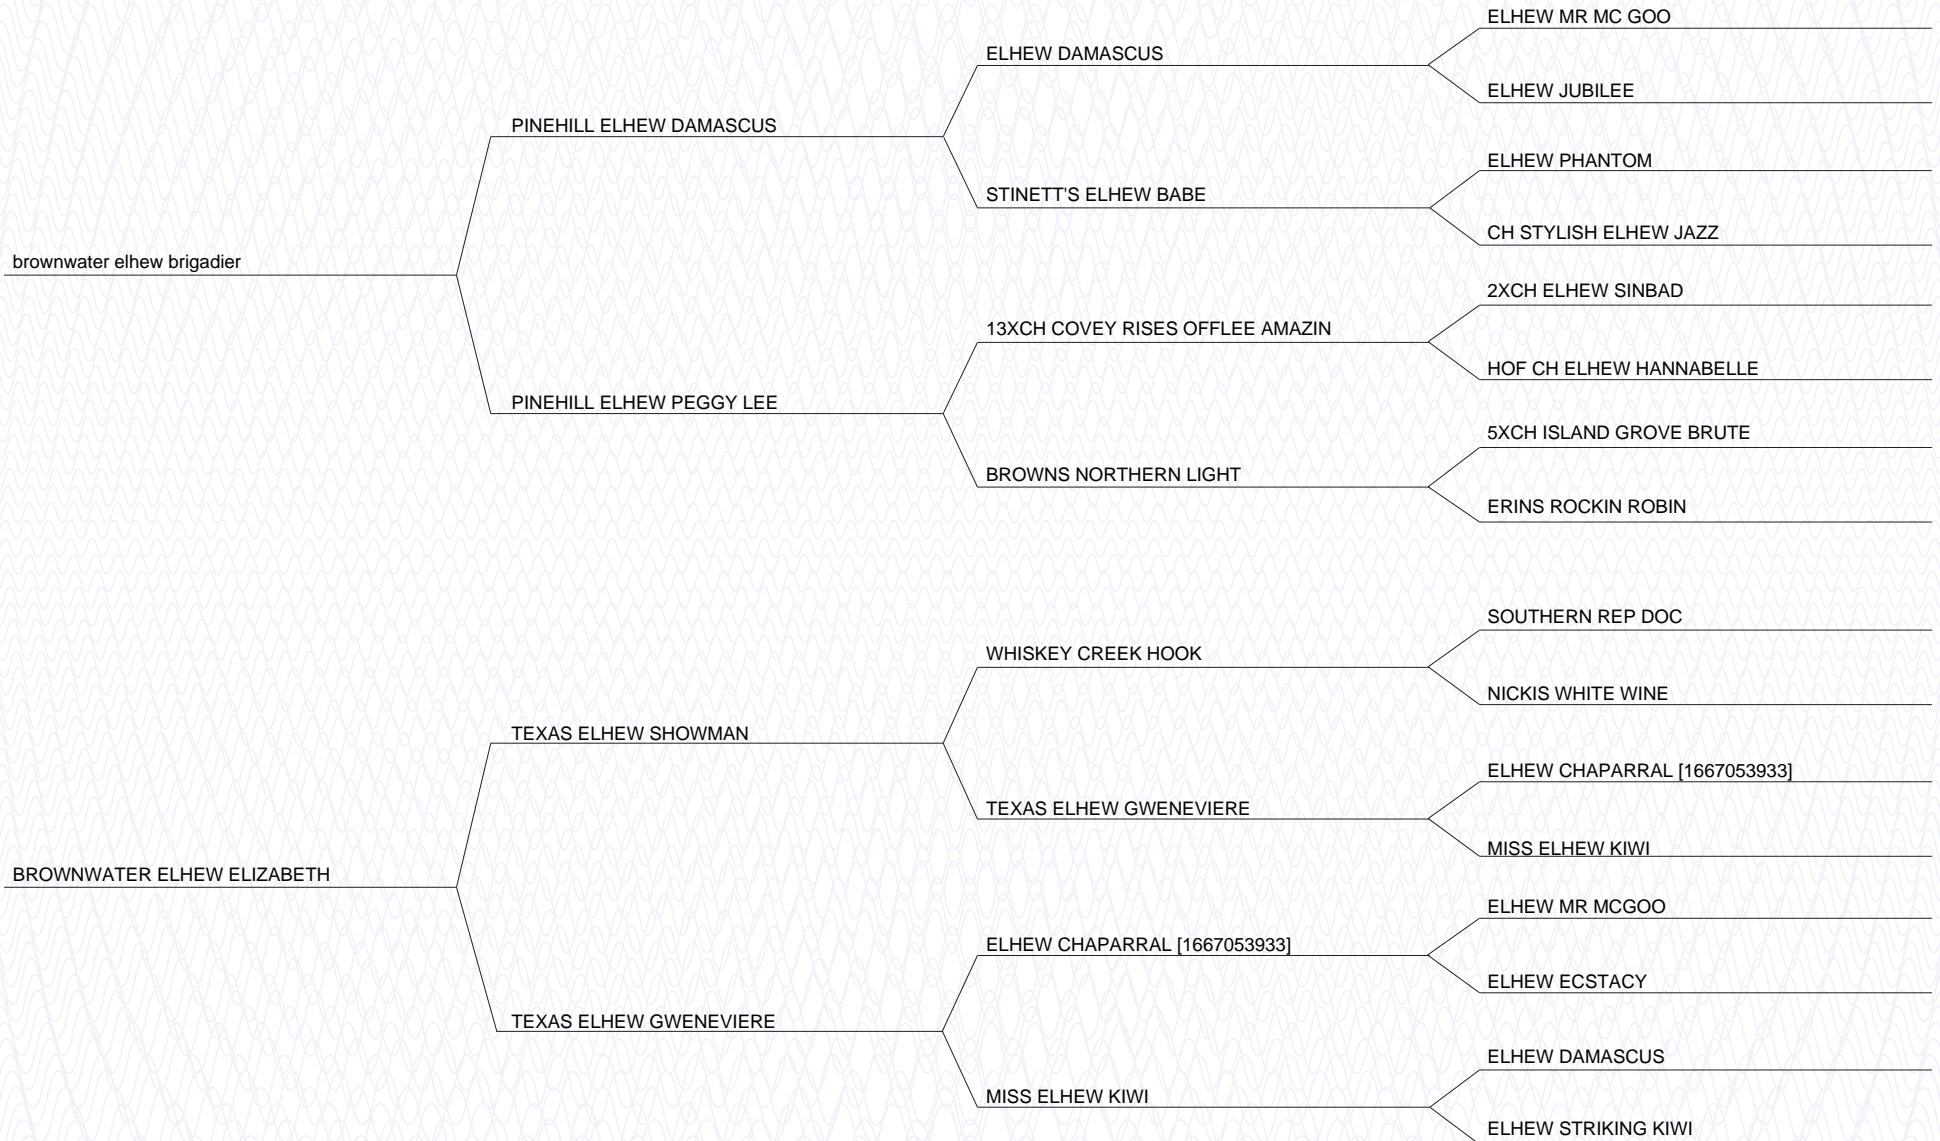 ELHEW MR MC GOO
ELHEW DAMASCUS
ELHEW JUBILEE
PINEHILL ELHEW DAMASCUS
ELHEW PHANTOM
STINETT'S ELHEW BABE
CH STYLISH ELHEW JAZZ
brownwater elhew brigadier
2XCH ELHEW SINBAD
13XCH COVEY RISES OFFLEE AMAZIN
HOF CH ELHEW HANNABELLE
PINEHILL ELHEW PEGGY LEE
5XCH ISLAND GROVE BRUTE
BROWNS NORTHERN LIGHT
ERINS ROCKIN ROBIN
SOUTHERN REP DOC
WHISKEY CREEK HOOK
NICKIS WHITE WINE
TEXAS ELHEW SHOWMAN
ELHEW CHAPARRAL [1667053933]
TEXAS ELHEW GWENEVIERE
MISS ELHEW KIWI
BROWNWATER ELHEW ELIZABETH
ELHEW MR MCGOO
ELHEW CHAPARRAL [1667053933]
ELHEW ECSTACY
TEXAS ELHEW GWENEVIERE
ELHEW DAMASCUS
MISS ELHEW KIWI
ELHEW STRIKING KIWI